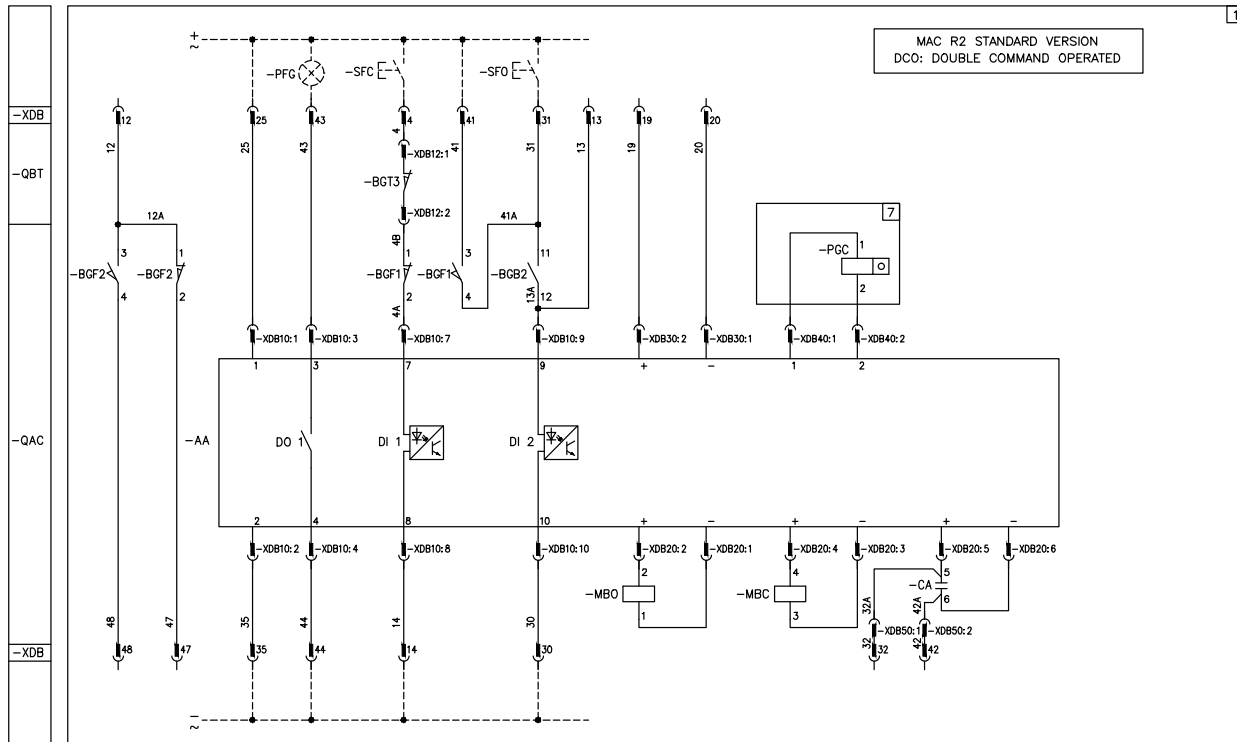 1
MAC R2 STANDARD VERSION
DCO: DOUBLE COMMAND OPERATED
+
~
-PFG
-SFC
-SFO
-XDB
12
25
43
4
41
31
13
19
20
12
25
43
4
41
31
13
19
20
-XDB12:1
-QBT
-BGT3
-XDB12:2
12A
41A
4B
7
-PGC
1
2
3
1
1
3
11
-BGF2
-BGF2
-BGF1
-BGF1
-BGB2
4
2
2
4
13A
12
4A
-XDB10:1
-XDB10:3
-XDB10:7
-XDB10:9
-XDB30:2
-XDB30:1
-XDB40:1
-XDB40:2
1
3
7
9
+
-
1
2
-QAC
-AA
DO 1
DI 1
DI 2
2
4
8
10
+
-
+
-
+
-
-XDB10:2
-XDB10:4
-XDB10:8
-XDB10:10
-XDB20:2
-XDB20:1
-XDB20:4
-XDB20:3
-XDB20:5
-XDB20:6
2
4
5
-MBO
-MBC
-CA
1
3
6
32A
42A
48
47
35
44
14
30
-XDB50:1
-XDB50:2
32
42
-XDB
48
47
35
44
14
30
32
42
-
~